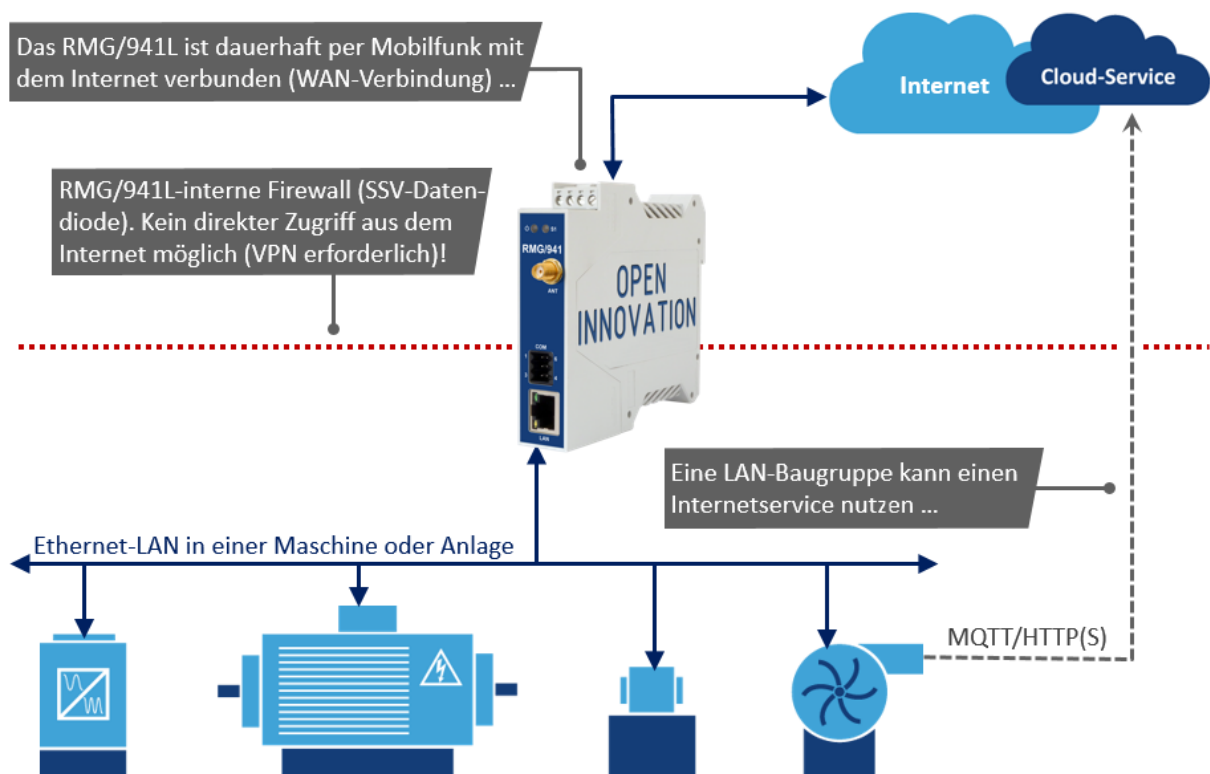 Das RMG/941L ist dauerhaft per Mobilfunk mit
dem Internet verbunden (WAN-Verbindung) ...
Internet
Cloud-Service
RMG/941L-interne Firewall (SSV-Daten-
diode). Kein direkter Zugriff aus dem
Internet möglich (VPN erforderlich)!
RMG/941
ANT
OPEN
INNOVATION
COM
LAN
Eine LAN-Baugruppe kann einen
Internetservice nutzen ...
Ethernet-LAN in einer Maschine oder Anlage
MQTT/HTTP(S)